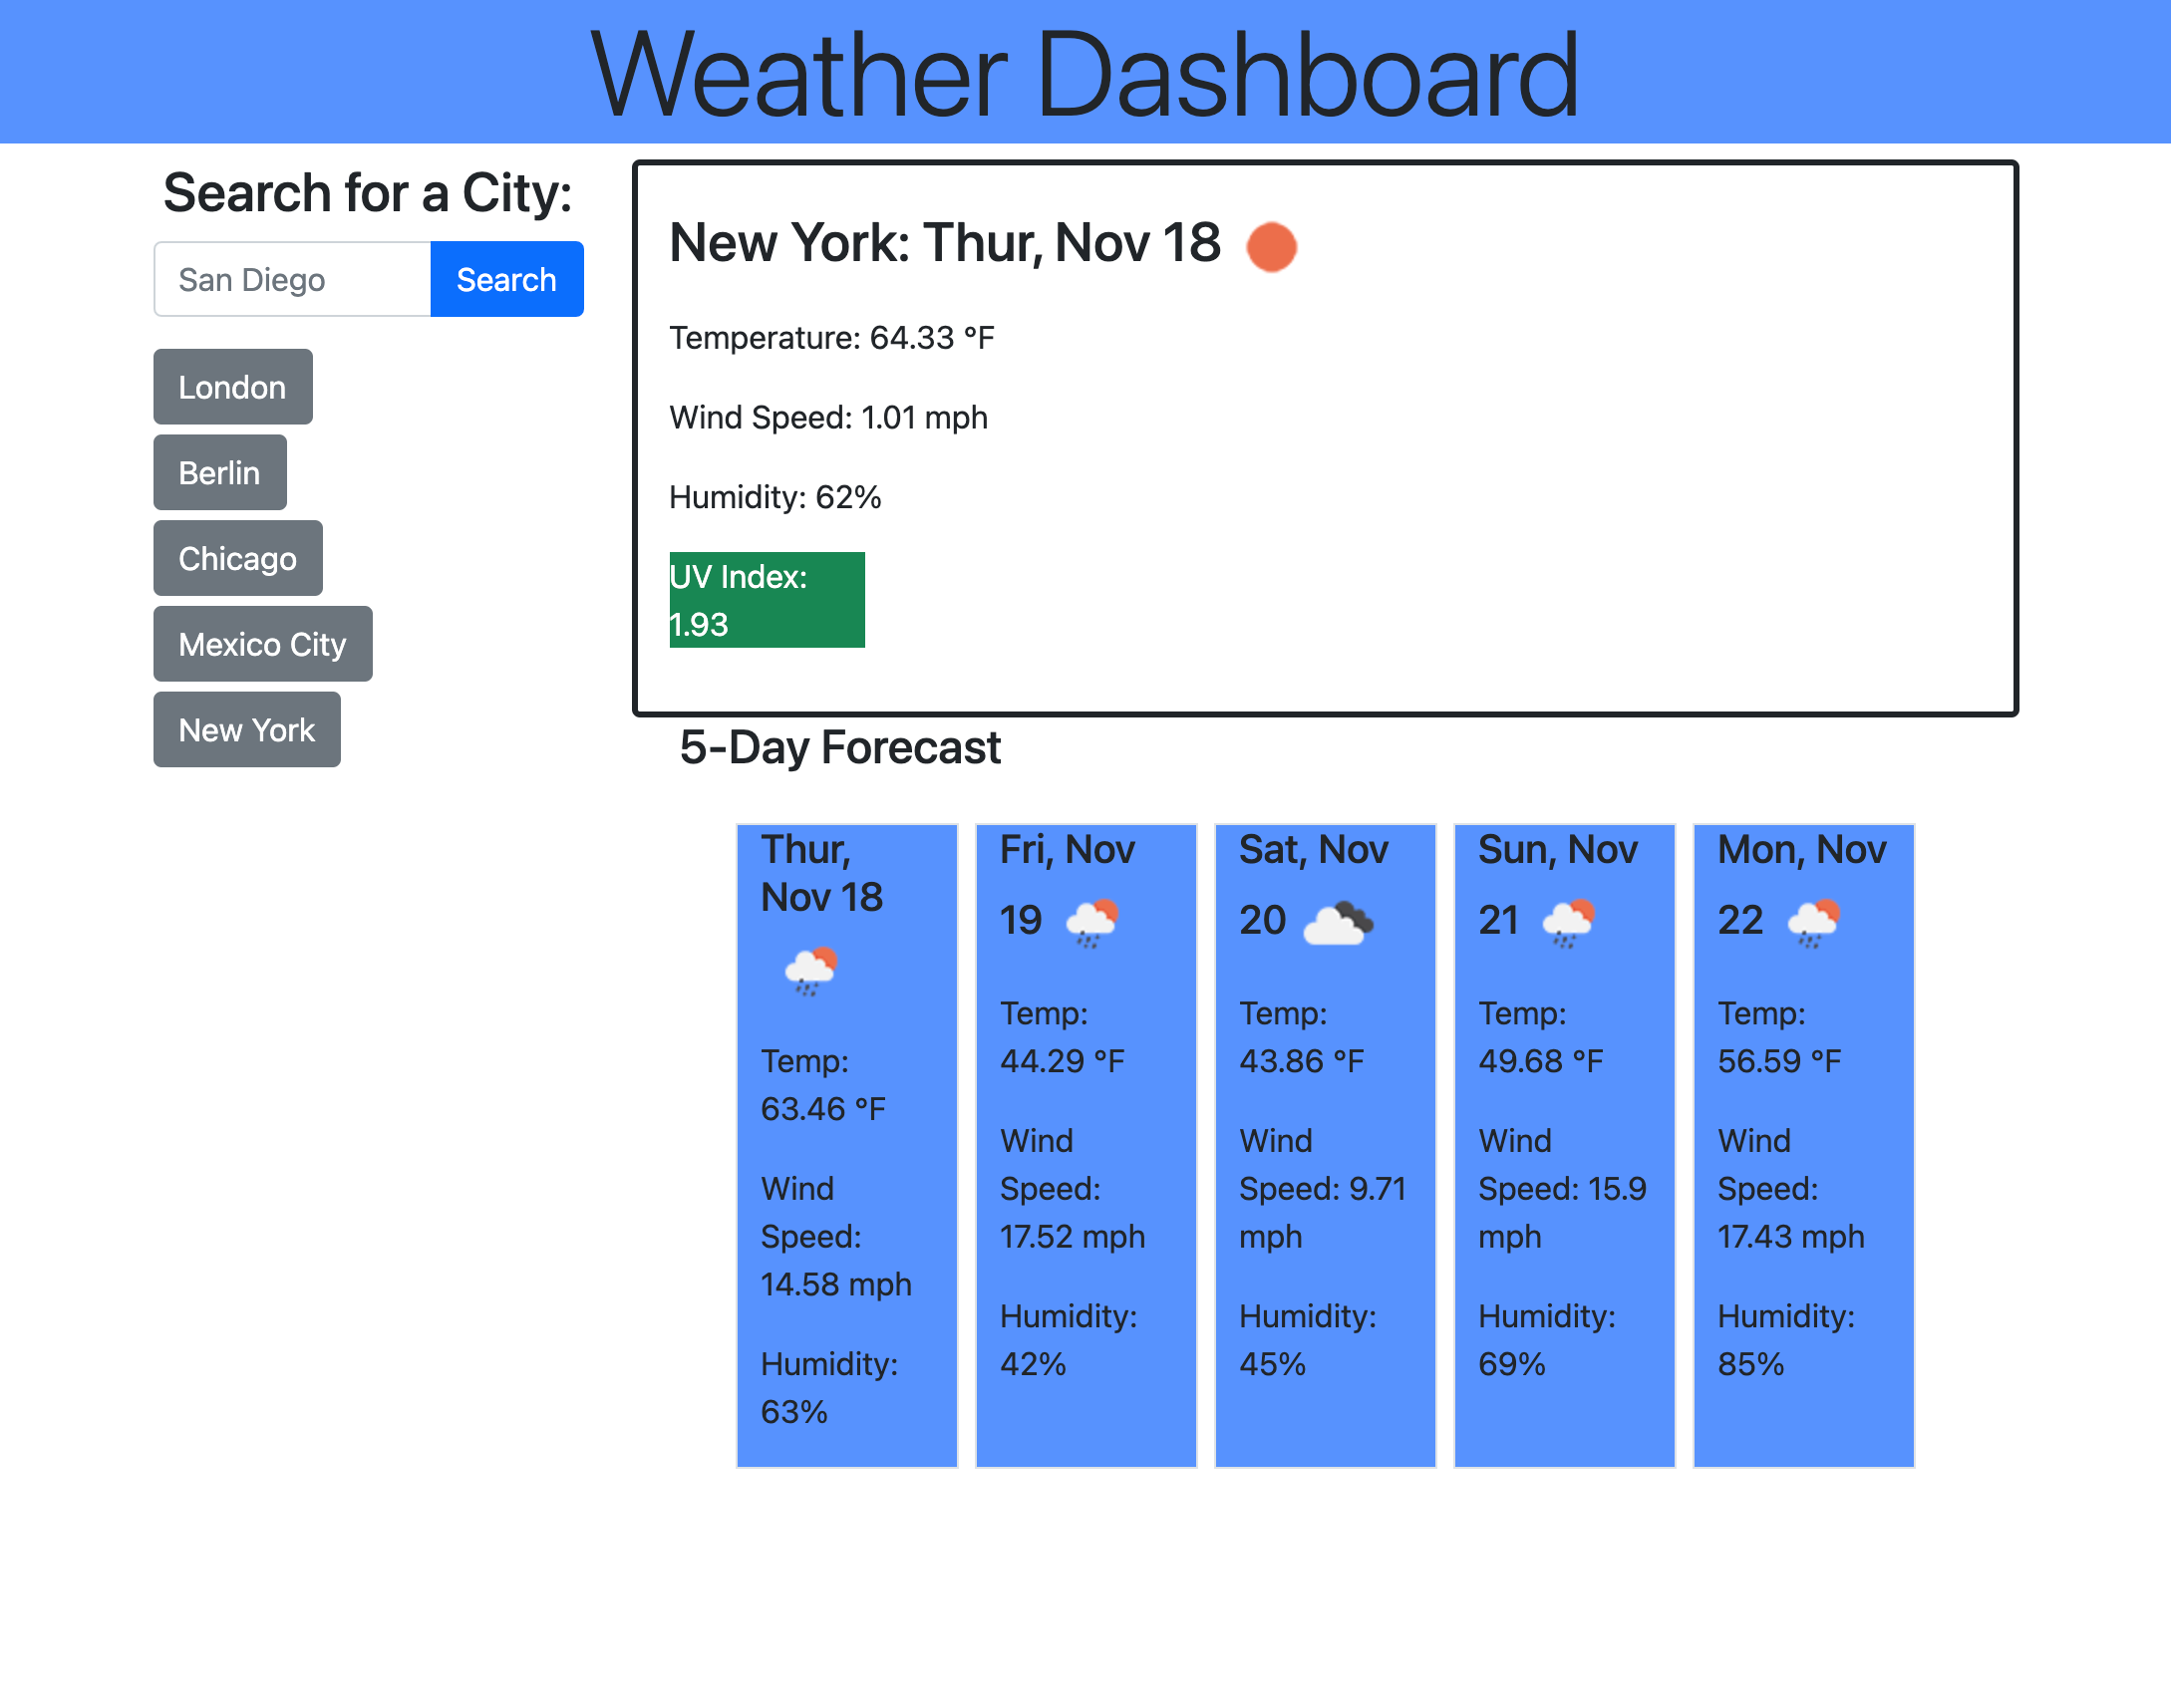 Weather Dashboard
Search for a City:
San Diego
Search
London
Berlin
Chicago
Mexico City
New York
New York: Thur, Nov 18
Temperature: 64.33 °F
Wind Speed: 1.01 mph
Humidity: 62%
UV Index:
1.93
5-Day Forecast
Thur,
Nov 18
Temp:
63.46 °F
Wind
Speed:
14.58 mph
Humidity:
63%
Fri, Nov
19
Temp:
44.29 °F
Wind
Speed:
17.52 mph
Humidity:
42%
Sat, Nov
20
Temp:
43.86 °F
Wind
Speed: 9.71
mph
Humidity:
45%
Sun, Nov
21
Temp:
49.68 °F
Wind
Speed: 15.9
mph
Humidity:
69%
Mon, Nov
22
Temp:
56.59 °F
Wind
Speed:
17.43 mph
Humidity:
85%